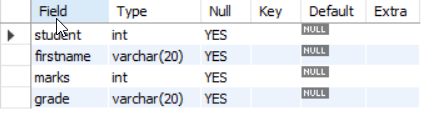 Field Type Null Key Default Extra
student int YES NULL
firstname varchar(20) YES NULL
marks int YES NULL
grade varchar(20) YES NULL